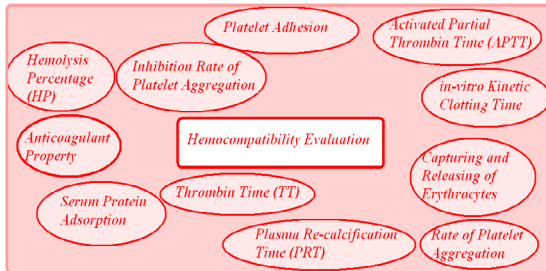 Platelet Adhesion
Activated Partial
Thrombin Time (APTT)
Hemolysis
Percentage
(HP)
Inhibition Rate of
Platelet Aggregation
in-vitro Kinetic
Clotting Time
Anticoagulant
Property
Hemocompatibility Evaluation
Capturing and
Releasing of
Erythrocytes
Serum Protein
Adsorption
Thrombin Time (TT)
Plasma Re-calcification
Time (PRT)
Rate of Platelet
Aggregation